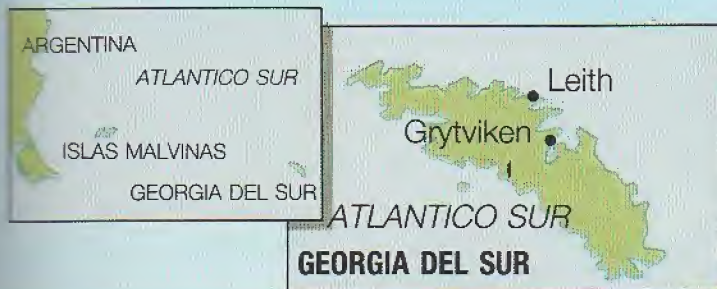 ARGENTINA
ATLANTICO SUR
ISLAS MALVINAS
GEORGIA DEL SUR
Leith
Grytviken
ATLANTICO SUR
GEORGIA DEL SUR